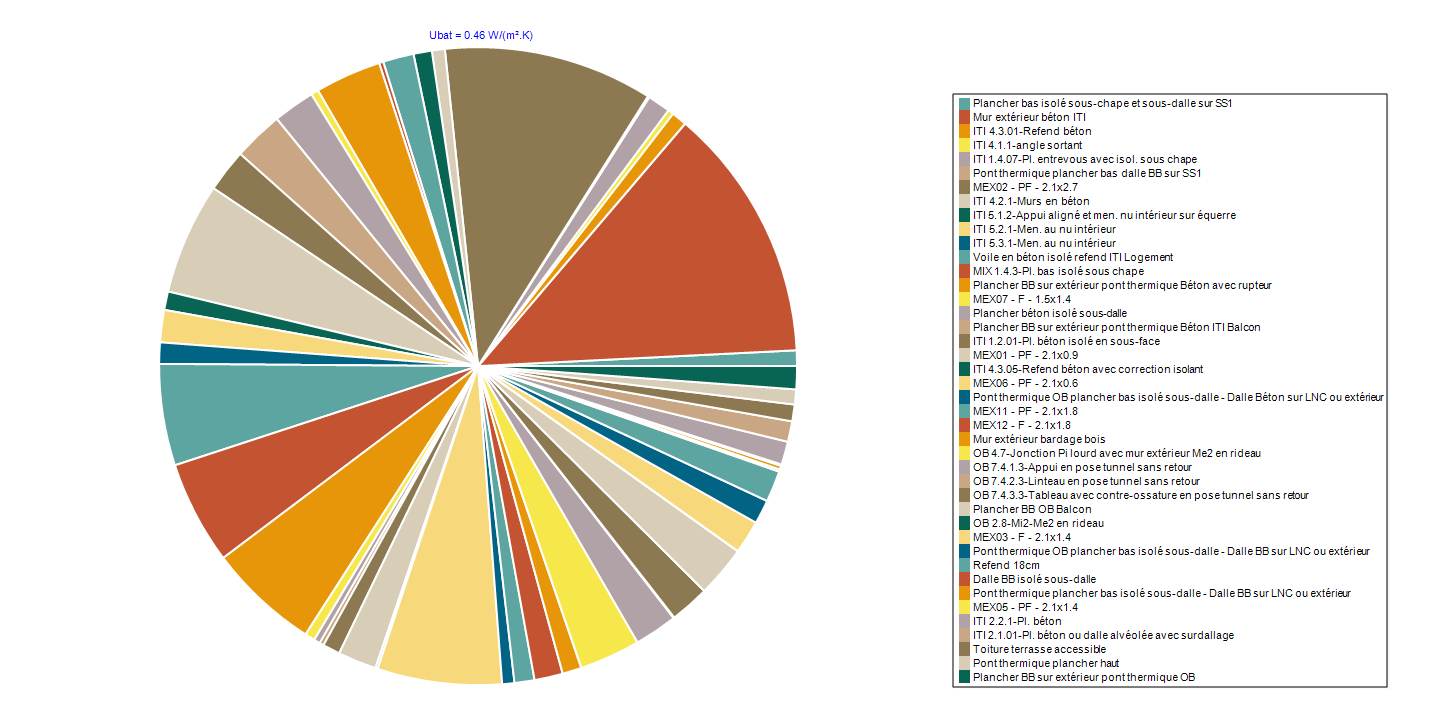 Ubat = 0.46 W/(m².K)
Plancher bas isolé sous-chape et sous-dalle sur SS1
Mur extérieur béton ITI
ITI 4.3.01-Refend béton
ITI 4.1.1-angle sortant
ITI 1.4.07-Pl. entrevous avec isol. sous chape
Pont thermique plancher bas dalle BB sur SS1
MEX02 - PF - 2.1x2.7
ITI 4.2.1-Murs en béton
ITI 5.1.2-Appui aligné et men. nu intérieur sur équerre
ITI 5.2.1-Men. au nu intérieur
ITI 5.3.1-Men. au nu intérieur
Voile en béton isolé refend ITI Logement
MIX 1.4.3-Pl. bas isolé sous chape
Plancher BB sur extérieur pont thermique Béton avec rupteur
MEX07 - F - 1.5x1.4
Plancher béton isolé sous-dalle
Plancher BB sur extérieur pont thermique Béton ITI Balcon
ITI 1.2.01-Pl. béton isolé en sous-face
MEX01 - PF - 2.1x0.9
ITI 4.3.05-Refend béton avec correction isolant
MEX06 - PF - 2.1x0.6
Pont thermique OB plancher bas isolé sous-dalle - Dalle Béton sur LNC ou extérieur
MEX11 - PF - 2.1x1.8
MEX12 - F - 2.1x1.8
Mur extérieur bardage bois
OB 4.7-Jonction Pi lourd avec mur extérieur Me2 en rideau
OB 7.4.1.3-Appui en pose tunnel sans retour
OB 7.4.2.3-Linteau en pose tunnel sans retour
OB 7.4.3.3-Tableau avec contre-ossature en pose tunnel sans retour
Plancher BB OB Balcon
OB 2.8-Mi2-Me2 en rideau
MEX03 - F - 2.1x1.4
Pont thermique OB plancher bas isolé sous-dalle - Dalle BB sur LNC ou extérieur
Refend 18cm
Dalle BB isolé sous-dalle
Pont thermique plancher bas isolé sous-dalle - Dalle BB sur LNC ou extérieur
MEX05 - PF - 2.1x1.4
ITI 2.2.1-Pl. béton
ITI 2.1.01-Pl. béton ou dalle alvéolée avec surdallage
Toiture terrasse accessible
Pont thermique plancher haut
Plancher BB sur extérieur pont thermique OB